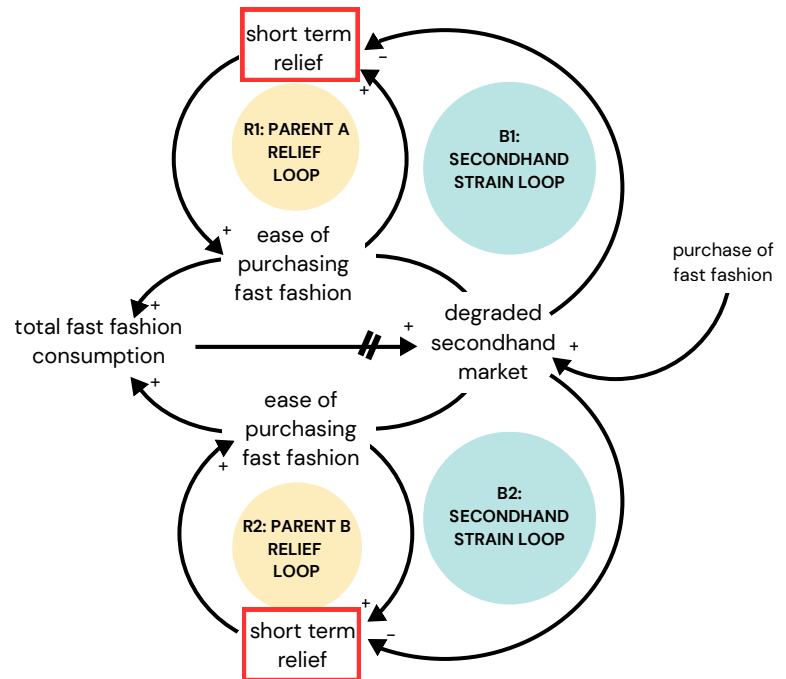 short term
relief
–
+
R1: PARENT A
RELIEF
LOOP
B1:
SECONDHAND
STRAIN LOOP
+
ease of
purchasing
fast fashion
purchase of
fast fashion
+
total fast fashion
consumption
+
degraded
secondhand
market
+
+
ease of
purchasing
fast fashion
+
R2: PARENT B
RELIEF
LOOP
B2:
SECONDHAND
STRAIN LOOP
+
–
short term
relief